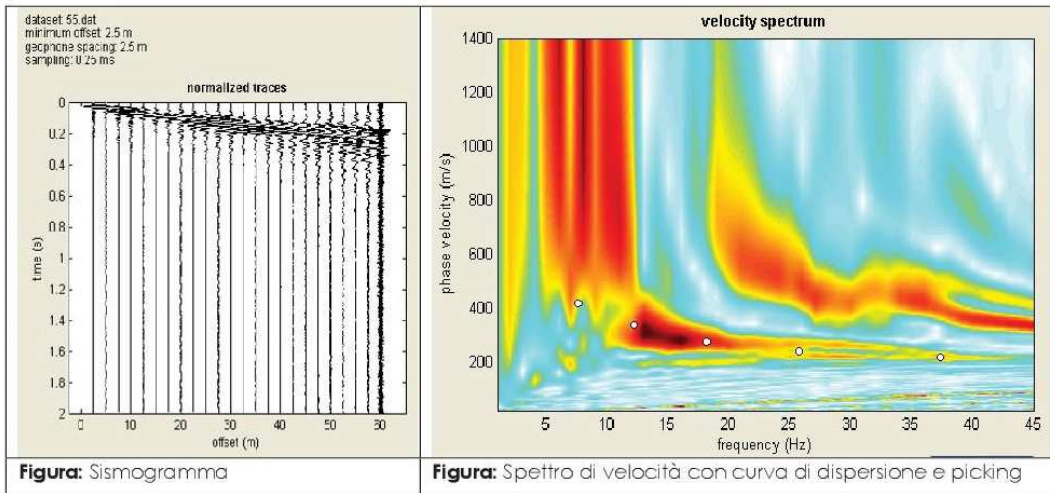 dataset: 55.dat
minimum offset: 2.5 m
geophone spacing: 2.5 m
sampling: 0.25 ms
normalized traces
0
0.2
0.4
0.6
0.8
1
1.2
1.4
1.6
1.8
2
time (s)
0 10 20 30 40 50 60
offset (m)
Figura: Sismogramma
velocity spectrum
1400
1200
1000
800
600
400
200
phase velocity (m/s)
5 10 15 20 25 30 35 40 45
frequency (Hz)
Figura: Spettro di velocità con curva di dispersione e picking